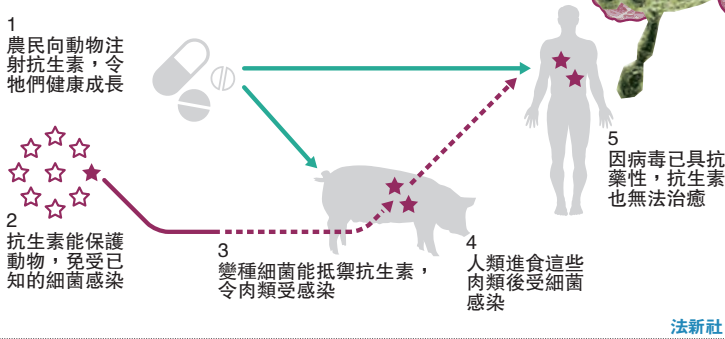 1
農民向動物注
射抗生素，令
牠們健康成長
2
抗生素能保護
動物，免受已
知的細菌感染
3
變種細菌能抵禦抗生素，
令肉類受感染
4
人類進食這些
肉類後受細菌
感染
5
因病毒已具抗
藥性，抗生素
也無法治癒
法新社